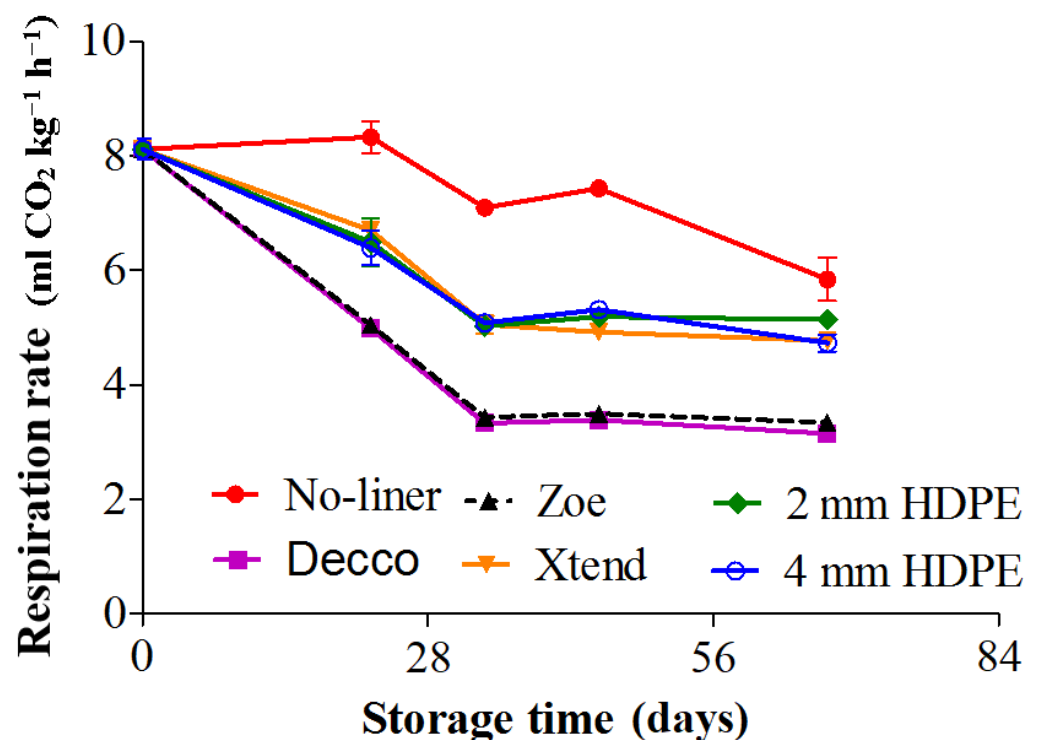 Respiration rate (ml CO₂ kg⁻¹ h⁻¹)
10
8
6
4
2
0
No-liner
Zoe
2 mm HDPE
Decco
Xtend
4 mm HDPE
0 28 56 84
Storage time (days)